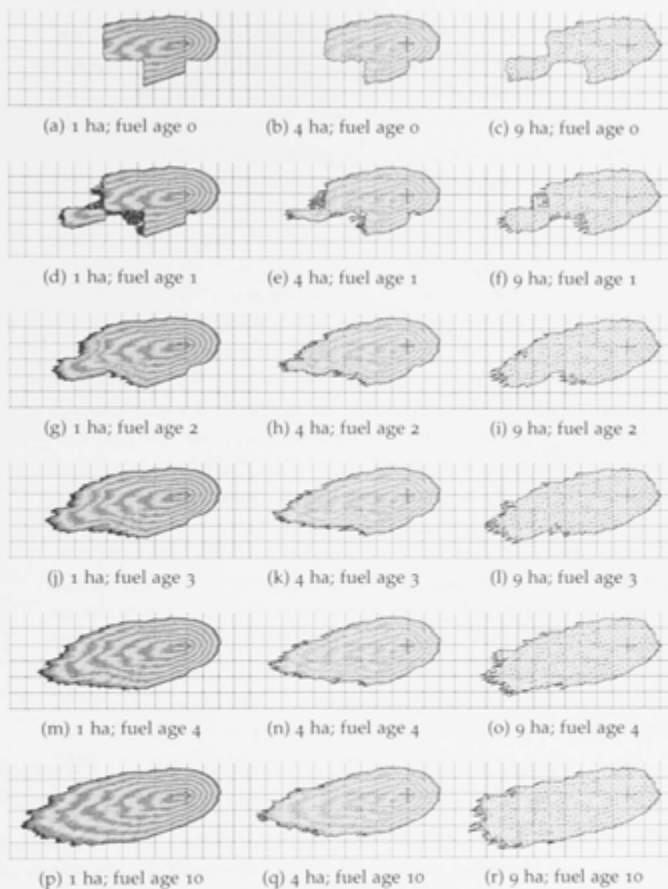 (a) 1 ha; fuel age 0 (b) 4 ha; fuel age 0 (c) 9 ha; fuel age 0
(d) 1 ha; fuel age 1 (e) 4 ha; fuel age 1 (f) 9 ha; fuel age 1
(g) 1 ha; fuel age 2 (h) 4 ha; fuel age 2 (i) 9 ha; fuel age 2
(j) 1 ha; fuel age 3 (k) 4 ha; fuel age 3 (l) 9 ha; fuel age 3
(m) 1 ha; fuel age 4 (n) 4 ha; fuel age 4 (o) 9 ha; fuel age 4
(p) 1 ha; fuel age 10 (q) 4 ha; fuel age 10 (r) 9 ha; fuel age 10